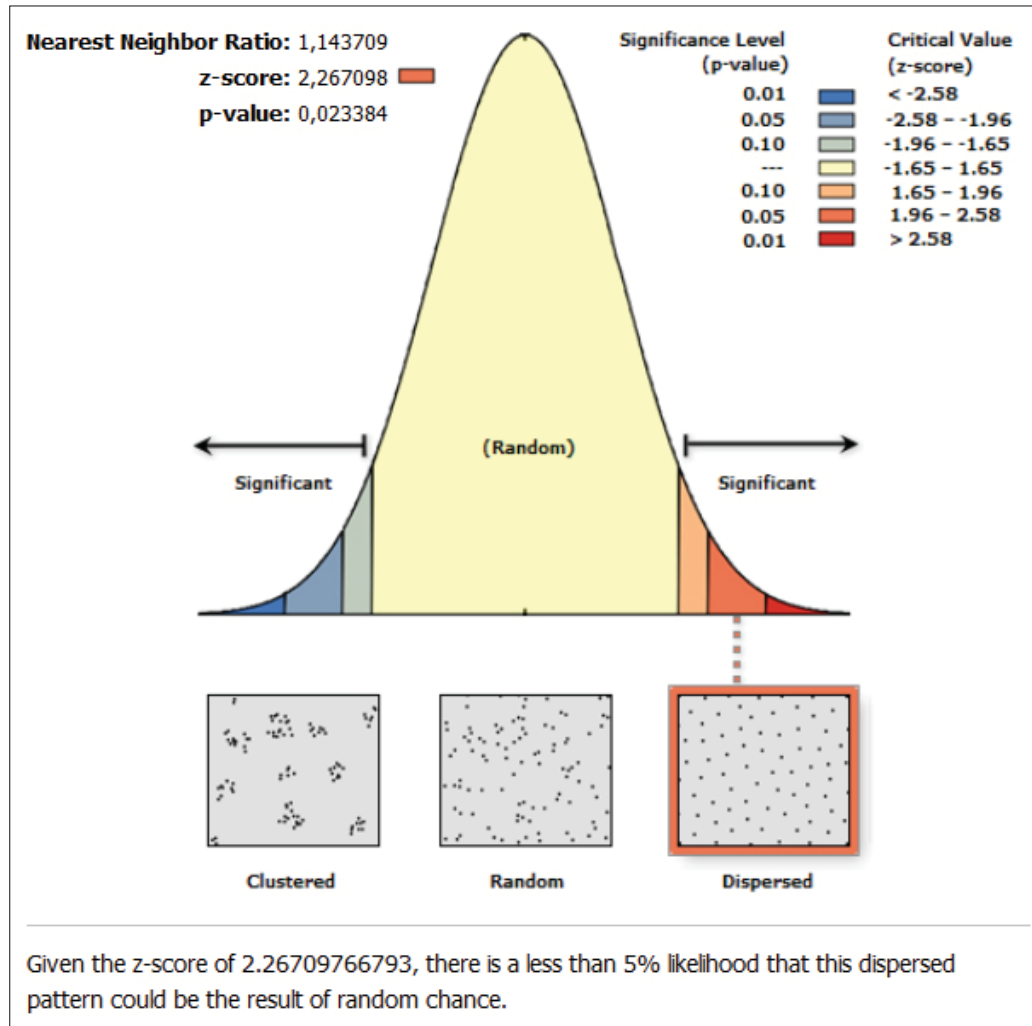 Nearest Neighbor Ratio: 1,143709
z-score: 2,267098
p-value: 0,023384
Significance Level
(p-value)
Critical Value
(z-score)
0.01 < -2.58
0.05 -2.58 – -1.96
0.10 -1.96 – -1.65
--- -1.65 – 1.65
0.10 1.65 – 1.96
0.05 1.96 – 2.58
0.01 > 2.58
Significant
(Random)
Significant
Clustered
Random
Dispersed
Given the z-score of 2.26709766793, there is a less than 5% likelihood that this dispersed
pattern could be the result of random chance.